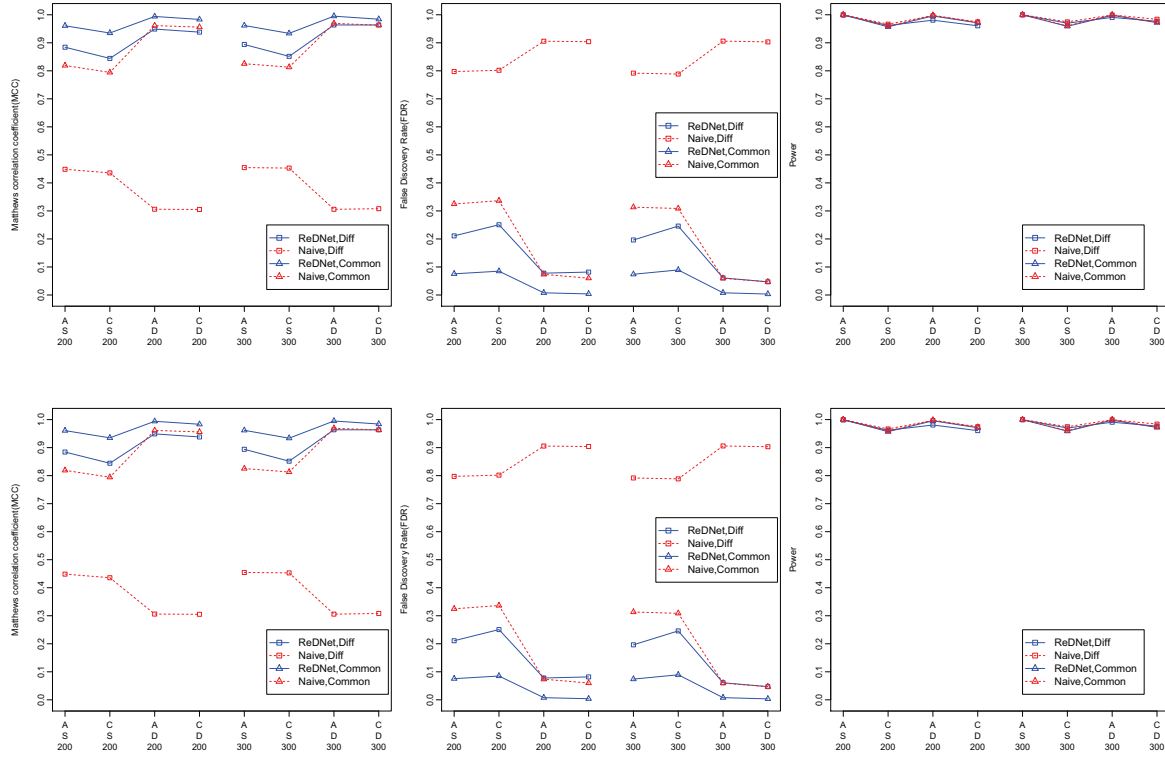 Matthews correlation coefficient(MCC)
0.0 0.1 0.2 0.3 0.4 0.5 0.6 0.7 0.8 0.9 1.0
ReDNet,Diff
Naive,Diff
ReDNet,Common
Naive,Common
A C A C A C A C
S S D D S S D D
200 200 200 200 300 300 300 300
False Discovery Rate(FDR)
0.0 0.1 0.2 0.3 0.4 0.5 0.6 0.7 0.8 0.9 1.0
ReDNet,Diff
Naive,Diff
ReDNet,Common
Naive,Common
A C A C A C A C
S S D D S S D D
200 200 200 200 300 300 300 300
Power
0.0 0.1 0.2 0.3 0.4 0.5 0.6 0.7 0.8 0.9 1.0
ReDNet,Diff
Naive,Diff
ReDNet,Common
Naive,Common
A C A C A C A C
S S D D S S D D
200 200 200 200 300 300 300 300
Matthews correlation coefficient(MCC)
0.0 0.1 0.2 0.3 0.4 0.5 0.6 0.7 0.8 0.9 1.0
ReDNet,Diff
Naive,Diff
ReDNet,Common
Naive,Common
A C A C A C A C
S S D D S S D D
200 200 200 200 300 300 300 300
False Discovery Rate(FDR)
0.0 0.1 0.2 0.3 0.4 0.5 0.6 0.7 0.8 0.9 1.0
ReDNet,Diff
Naive,Diff
ReDNet,Common
Naive,Common
A C A C A C A C
S S D D S S D D
200 200 200 200 300 300 300 300
Power
0.0 0.1 0.2 0.3 0.4 0.5 0.6 0.7 0.8 0.9 1.0
ReDNet,Diff
Naive,Diff
ReDNet,Common
Naive,Common
A C A C A C A C
S S D D S S D D
200 200 200 200 300 300 300 300